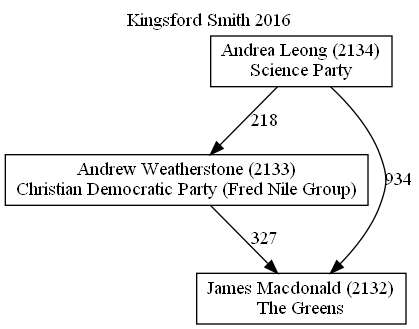 Kingsford Smith 2016
Andrea Leong (2134)
Science Party
218
Andrew Weatherstone (2133)
Christian Democratic Party (Fred Nile Group)
934
327
James Macdonald (2132)
The Greens